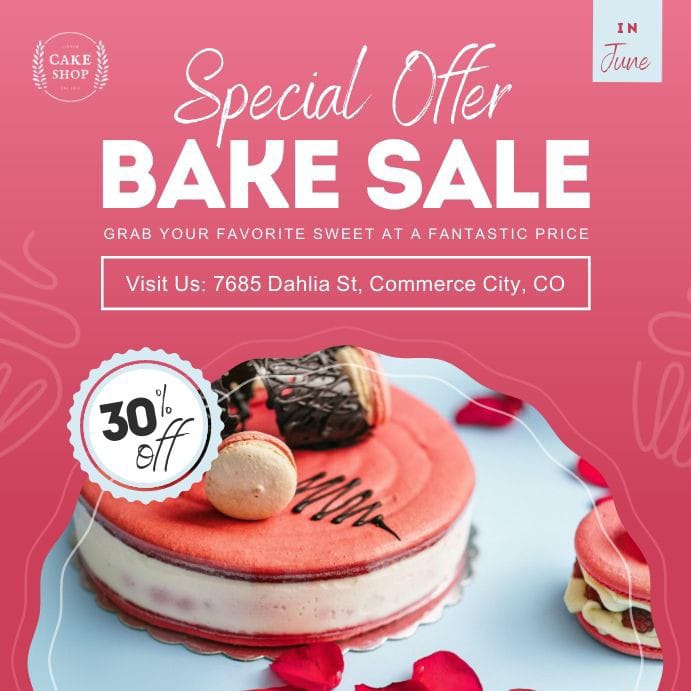 CAKE
SHOP
IN
June
Special Offer
BAKE SALE
GRAB YOUR FAVORITE SWEET AT A FANTASTIC PRICE
Visit Us: 7685 Dahlia St, Commerce City, CO
30%
off